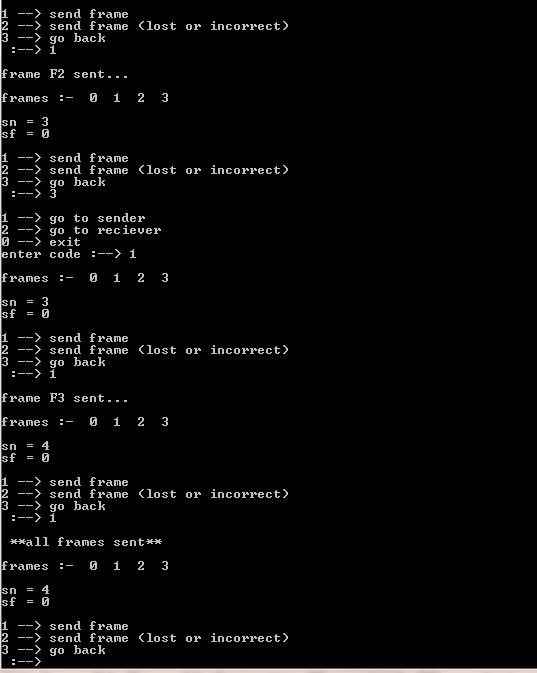 1 --> send frame
2 --> send frame (lost or incorrect)
3 --> go back
:--> 1
frame F2 sent...
frames :- 0 1 2 3
sn = 3
sf = 0
1 --> send frame
2 --> send frame (lost or incorrect)
3 --> go back
:--> 3
1 --> go to sender
2 --> go to reciever
0 --> exit
enter code :--> 1
frames :- 0 1 2 3
sn = 3
sf = 0
1 --> send frame
2 --> send frame (lost or incorrect)
3 --> go back
:--> 1
frame F3 sent...
frames :- 0 1 2 3
sn = 4
sf = 0
1 --> send frame
2 --> send frame (lost or incorrect)
3 --> go back
:--> 1
**all frames sent**
frames :- 0 1 2 3
sn = 4
sf = 0
1 --> send frame
2 --> send frame (lost or incorrect)
3 --> go back
:-->